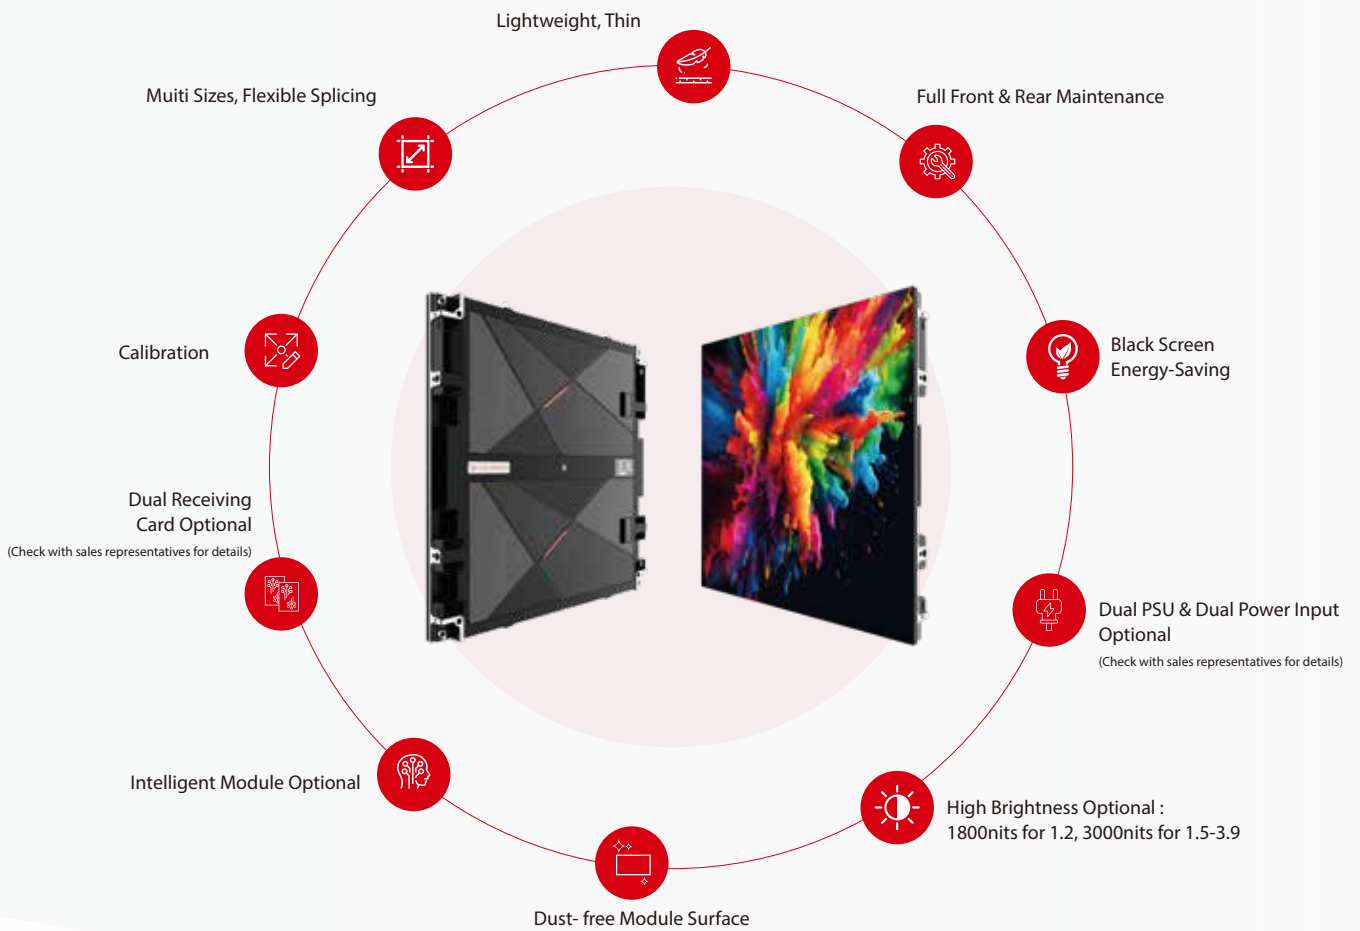 Lightweight, Thin
Muiti Sizes, Flexible Splicing
Full Front & Rear Maintenance
Calibration
Black Screen
Energy-Saving
Dual Receiving
Card Optional
(Check with sales representatives for details)
Dual PSU & Dual Power Input
Optional
(Check with sales representatives for details)
Intelligent Module Optional
High Brightness Optional :
1800nits for 1.2, 3000nits for 1.5-3.9
Dust- free Module Surface